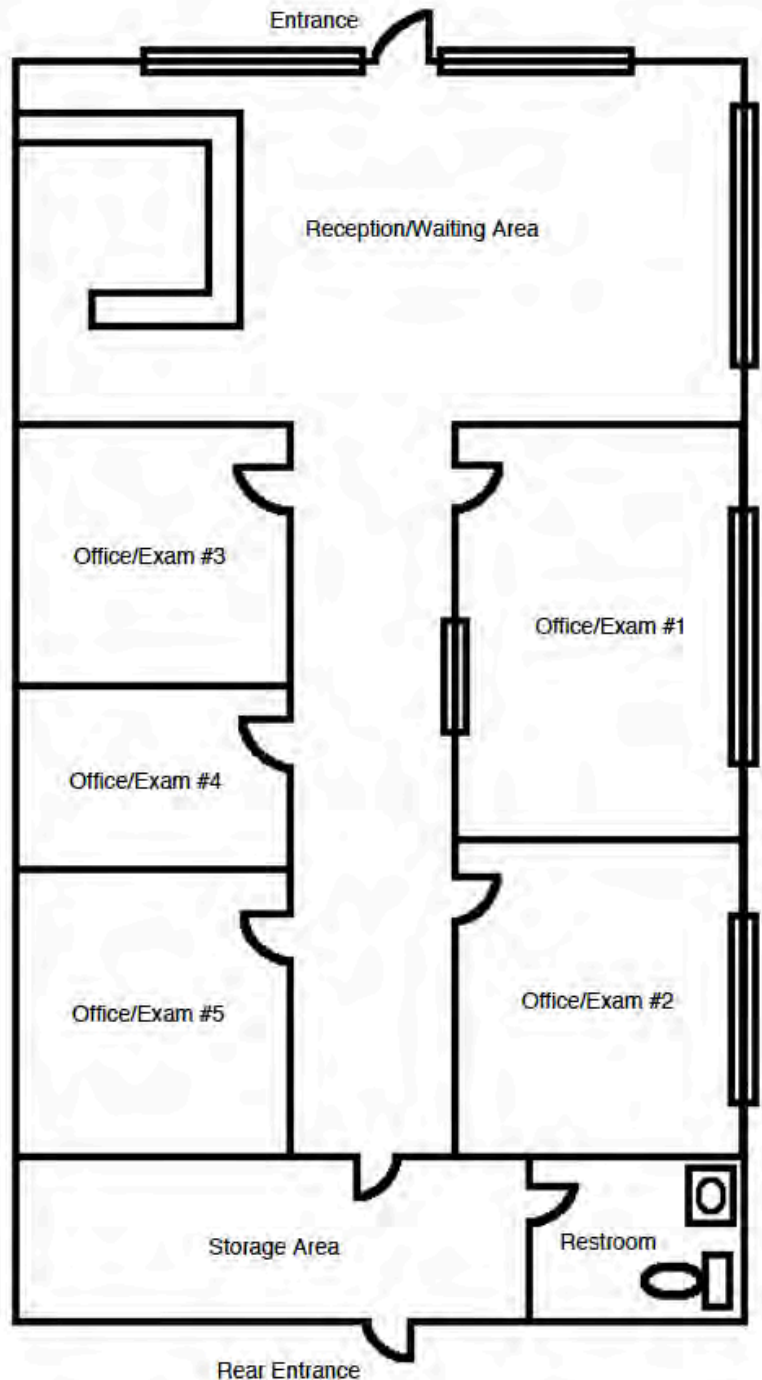 Entrance
Reception/Waiting Area
Office/Exam #3
Office/Exam #1
Office/Exam #4
Office/Exam #5
Office/Exam #2
Storage Area
Restroom
Rear Entrance